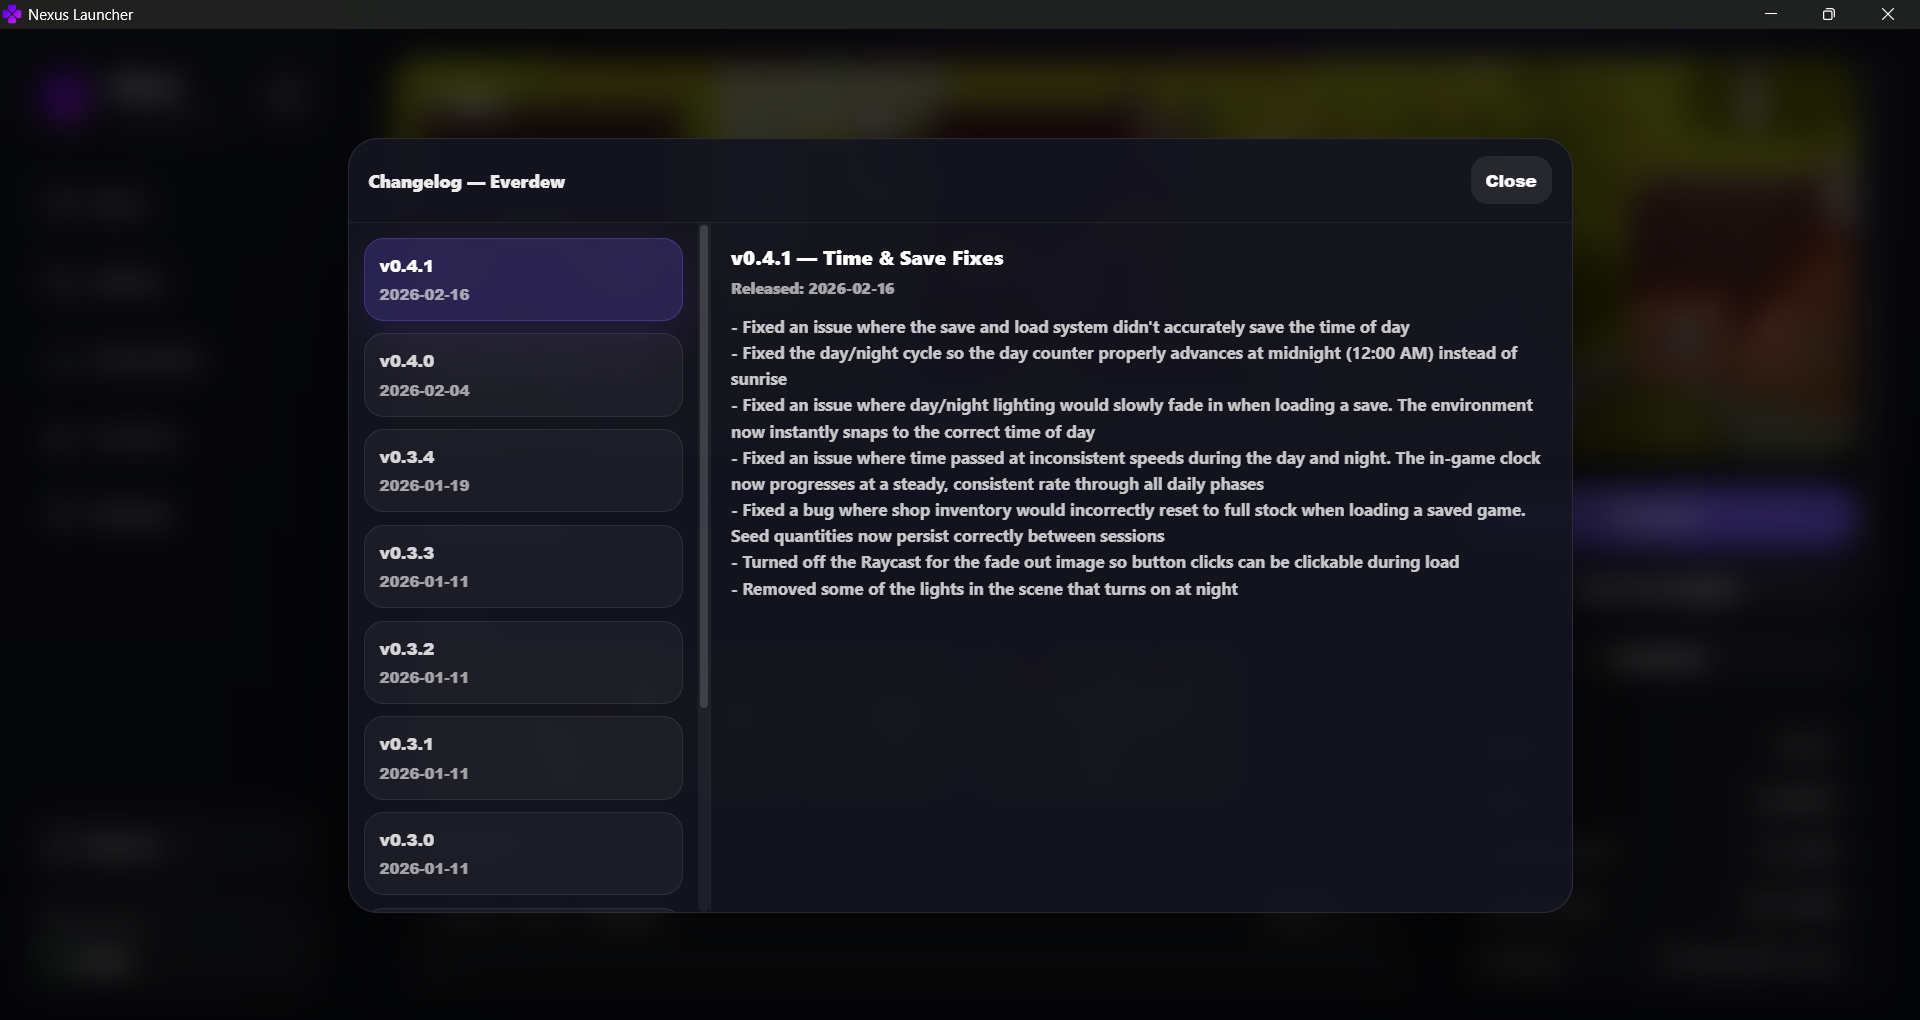 Nexus Launcher
Changelog — Everdew
Close
v0.4.1
2026-02-16
v0.4.0
2026-02-04
v0.3.4
2026-01-19
v0.3.3
2026-01-11
v0.3.2
2026-01-11
v0.3.1
2026-01-11
v0.3.0
2026-01-11
v0.4.1 — Time & Save Fixes
Released: 2026-02-16
- Fixed an issue where the save and load system didn't accurately save the time of day
- Fixed the day/night cycle so the day counter properly advances at midnight (12:00 AM) instead of
sunrise
- Fixed an issue where day/night lighting would slowly fade in when loading a save. The environment
now instantly snaps to the correct time of day
- Fixed an issue where time passed at inconsistent speeds during the day and night. The in-game clock
now progresses at a steady, consistent rate through all daily phases
- Fixed a bug where shop inventory would incorrectly reset to full stock when loading a saved game.
Seed quantities now persist correctly between sessions
- Turned off the Raycast for the fade out image so button clicks can be clickable during load
- Removed some of the lights in the scene that turns on at night